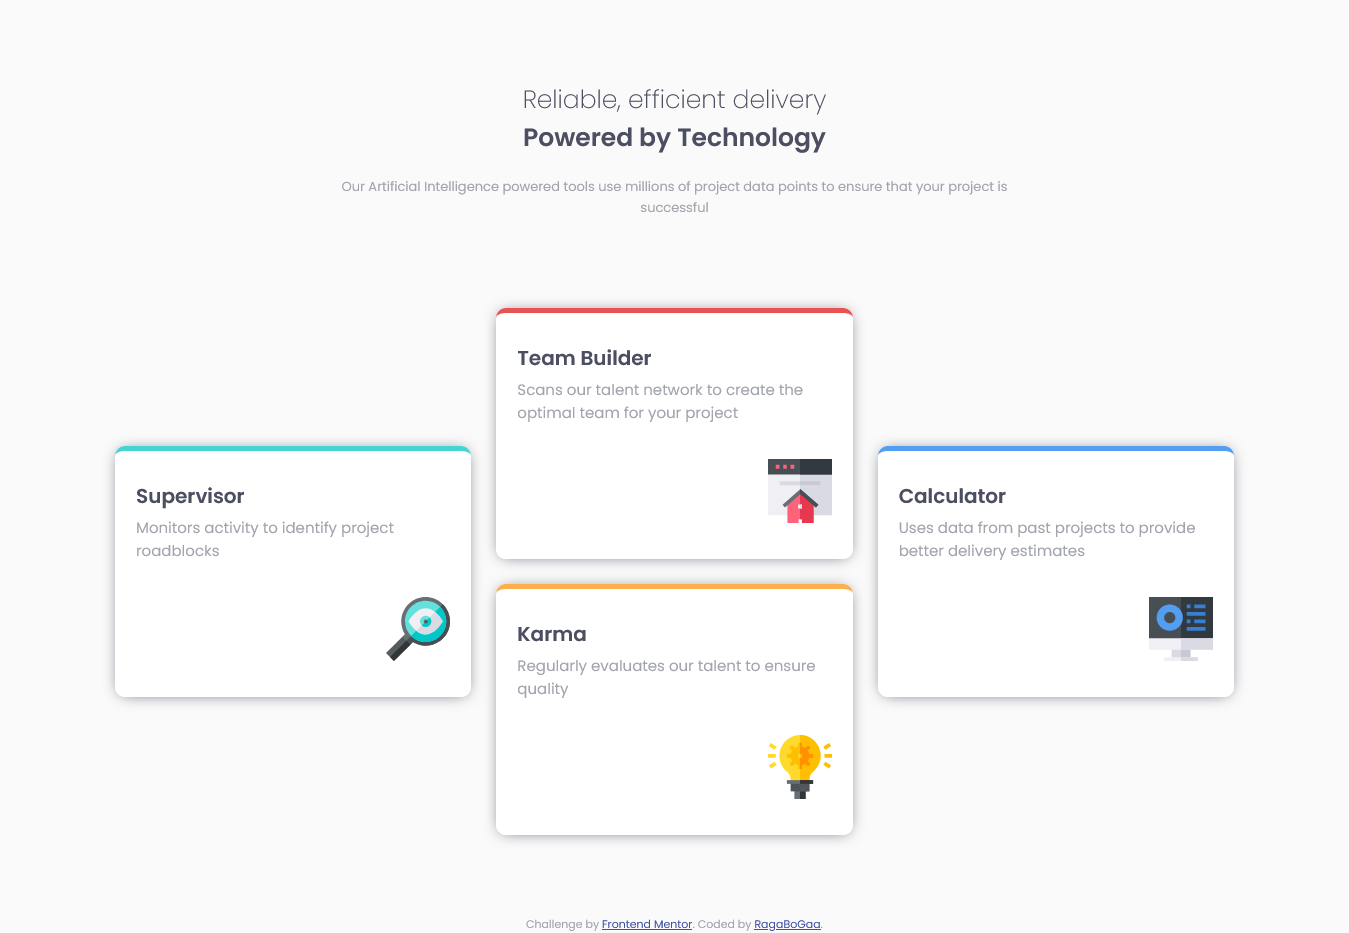 Reliable, efficient delivery
Powered by Technology
Our Artificial Intelligence powered tools use millions of project data points to ensure that your project is
successful
Team Builder
Scans our talent network to create the
optimal team for your project
Supervisor
Monitors activity to identify project
roadblocks
Calculator
Uses data from past projects to provide
better delivery estimates
Karma
Regularly evaluates our talent to ensure
quality
Challenge by Frontend Mentor. Coded by RagaBoGaa.